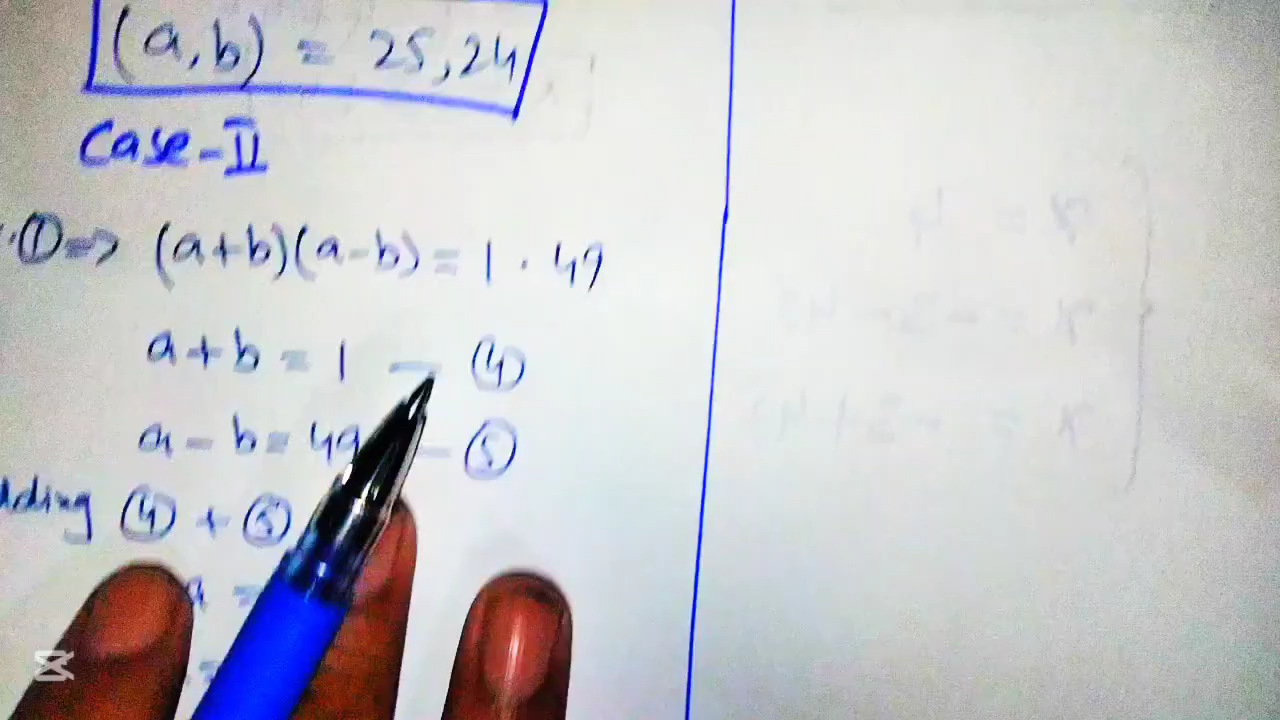 (a,b) = 25,24
Case-II
①=> (a+b)(a-b) = 1 . 49
a+b = 1 — ④
a - b = 49 — ⑤
④ + ⑤